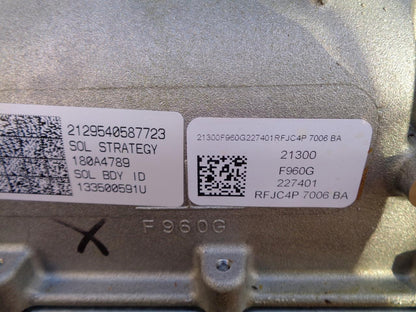 2129540587723
SOL STRATEGY
180A4789
SOL BDY ID
133500591U
21300F960G227401RFJC4P 7006 BA
21300
F960G
227401
RFJC4P 7006 BA
F960G
X